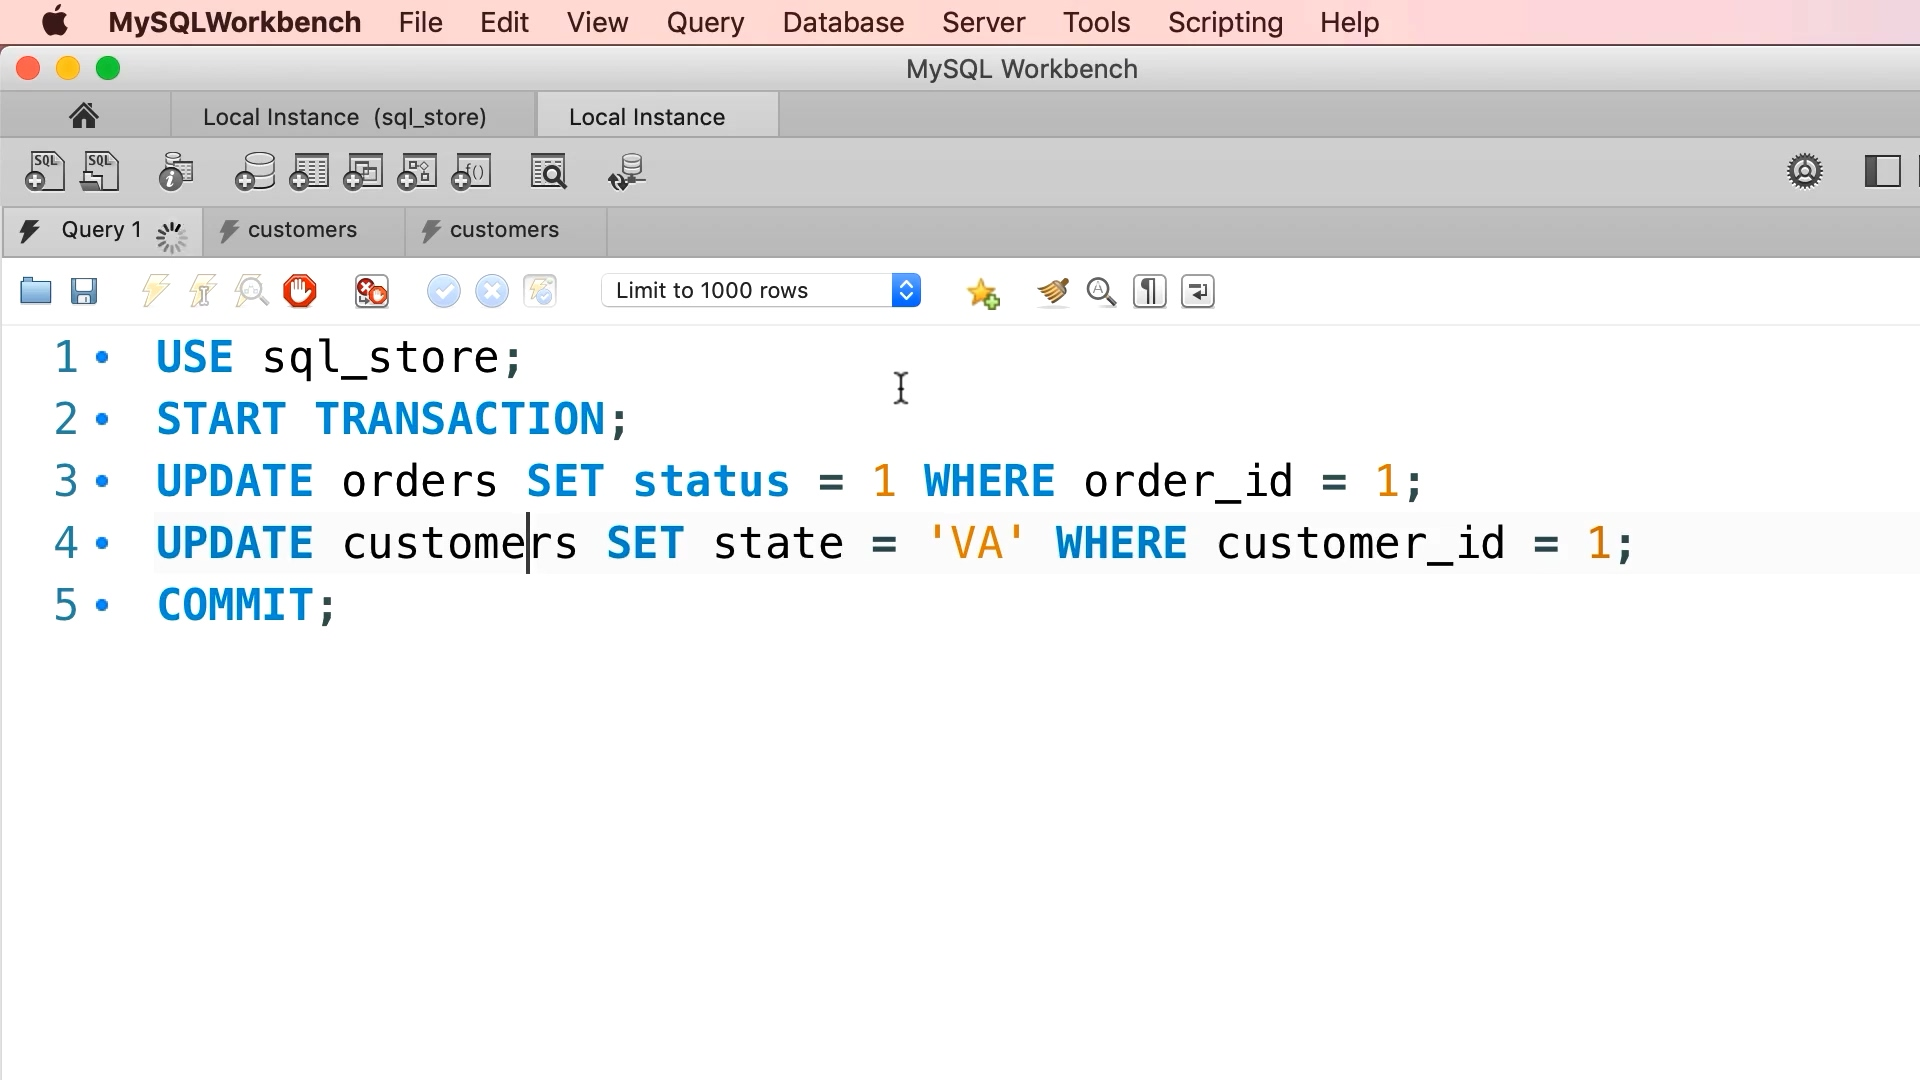 MySQLWorkbench File Edit View Query Database Server Tools Scripting Help
MySQL Workbench
Local Instance (sql_store) Local Instance
SQL SQL f()
Query 1 customers customers
Limit to 1000 rows
1 USE sql_store;
2 START TRANSACTION;
3 UPDATE orders SET status = 1 WHERE order_id = 1;
4 UPDATE customers SET state = 'VA' WHERE customer_id = 1;
5 COMMIT;